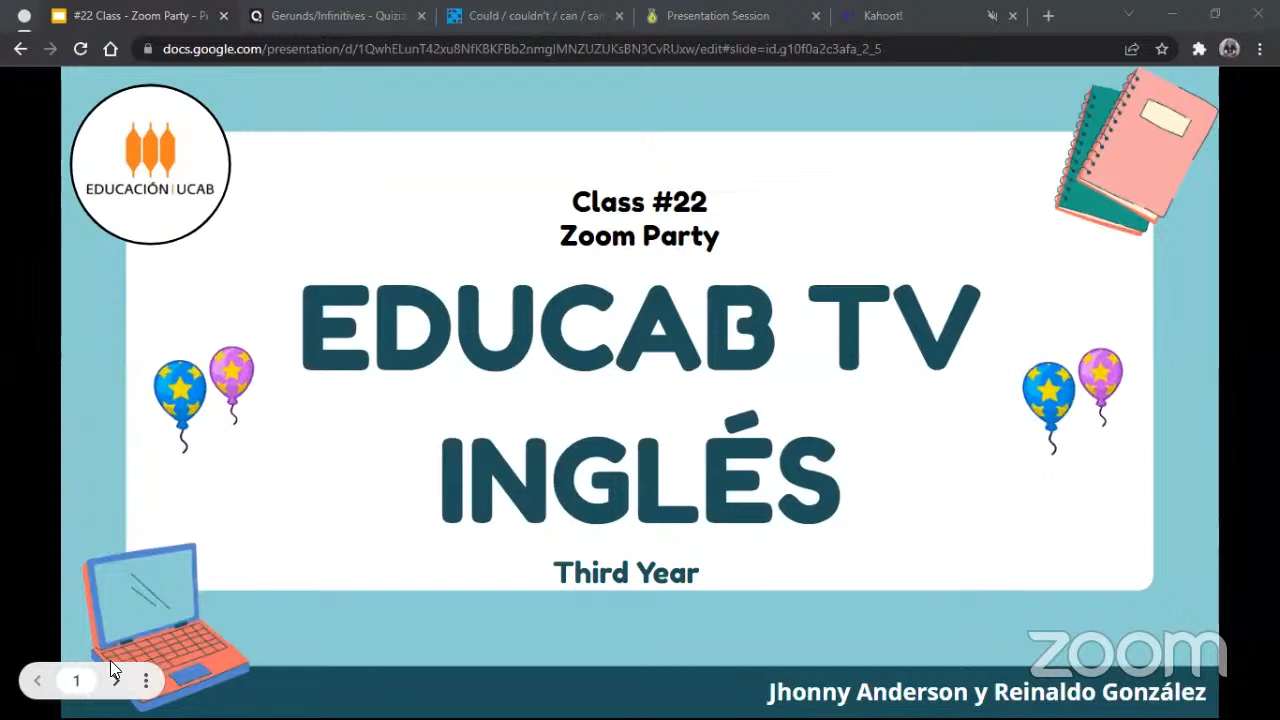 #22 Class - Zoom Party - P
Gerunds/Infinitives - Quiziz
Could / couldn't / can / can
Presentation Session
Kahoot!
docs.google.com/presentation/d/1QwhELunT42xu8NfKBKFBb2nmgIMNZUZUKsBN3CvRUxw/edit#slide=id.g10f0a2c3afa_2_5
EDUCACIÓN | UCAB
Class #22
Zoom Party
EDUCAB TV
INGLÉS
Third Year
1
zoom
Jhonny Anderson y Reinaldo González